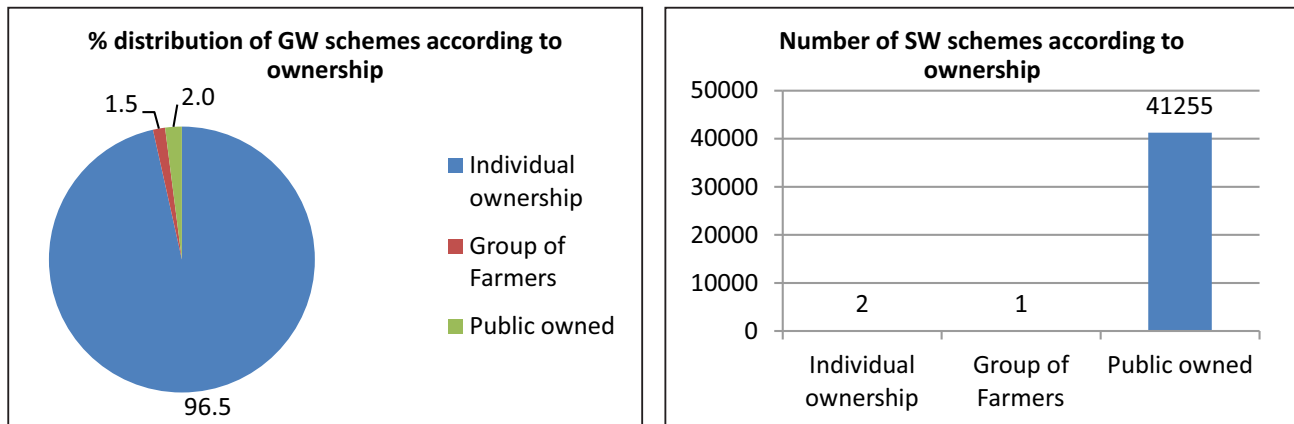 % distribution of GW schemes according to
ownership
1.5
2.0
96.5
Individual
ownership
Group of
Farmers
Public owned
Number of SW schemes according to
ownership
50000
40000
30000
20000
10000
0
2
1
41255
Individual
ownership
Group of
Farmers
Public owned